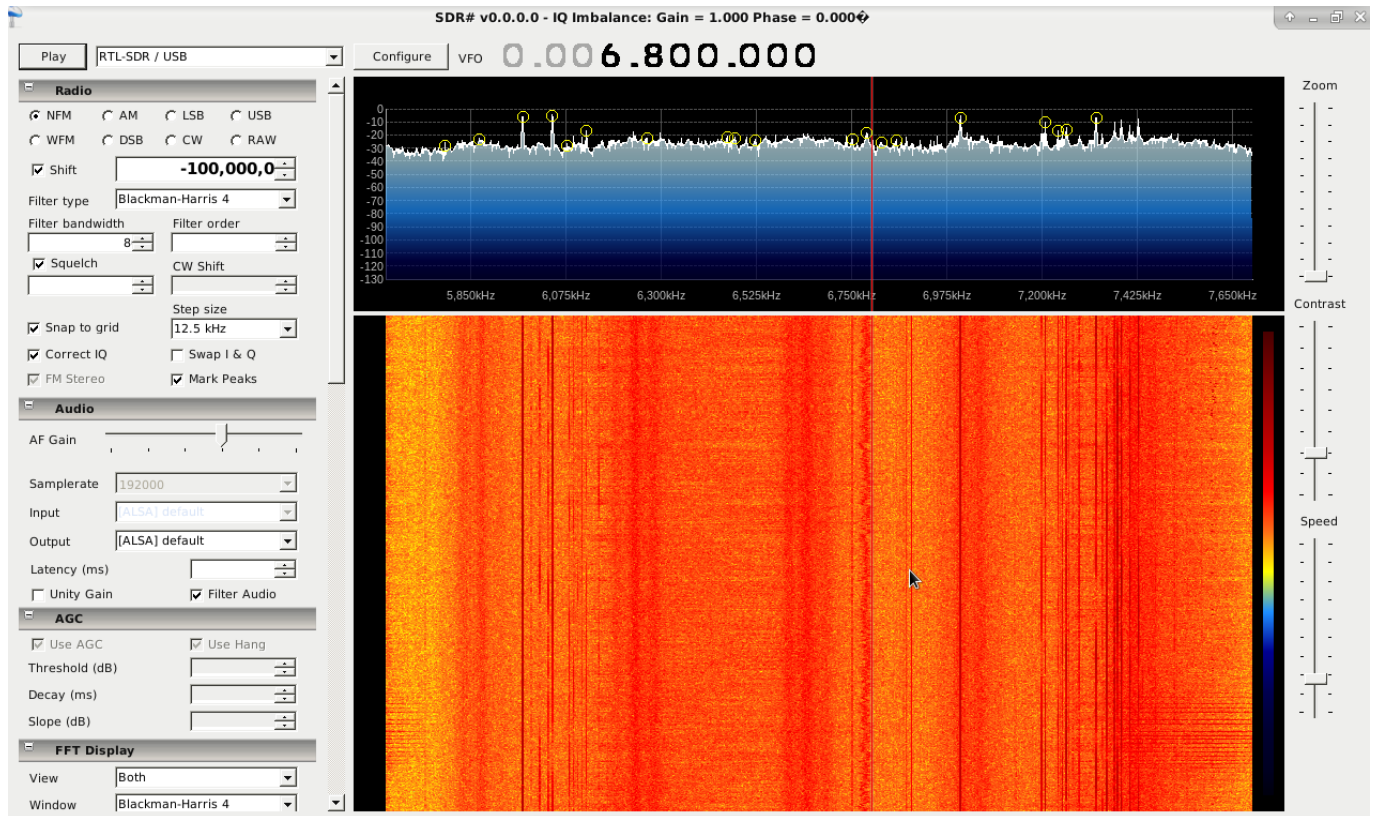 SDR# v0.0.0.0 - IQ Imbalance: Gain = 1.000 Phase = 0.000�
Play RTL-SDR / USB Configure VFO 0.006.800.000
Radio
NFM AM LSB USB
WFM DSB CW RAW
Shift -100,000,0
Filter type Blackman-Harris 4
Filter bandwidth Filter order
8
Squelch CW Shift
Step size
Snap to grid 12.5 kHz
Correct IQ Swap I & Q
FM Stereo Mark Peaks
Audio
AF Gain
Samplerate 192000
Input [ALSA] default
Output [ALSA] default
Latency (ms)
Unity Gain Filter Audio
AGC
Use AGC Use Hang
Threshold (dB)
Decay (ms)
Slope (dB)
FFT Display
View Both
Window Blackman-Harris 4
0
-10
-20
-30
-40
-50
-60
-70
-80
-90
-100
-110
-120
-130
5,850kHz 6,075kHz 6,300kHz 6,525kHz 6,750kHz 6,975kHz 7,200kHz 7,425kHz 7,650kHz
Zoom
Contrast
Speed